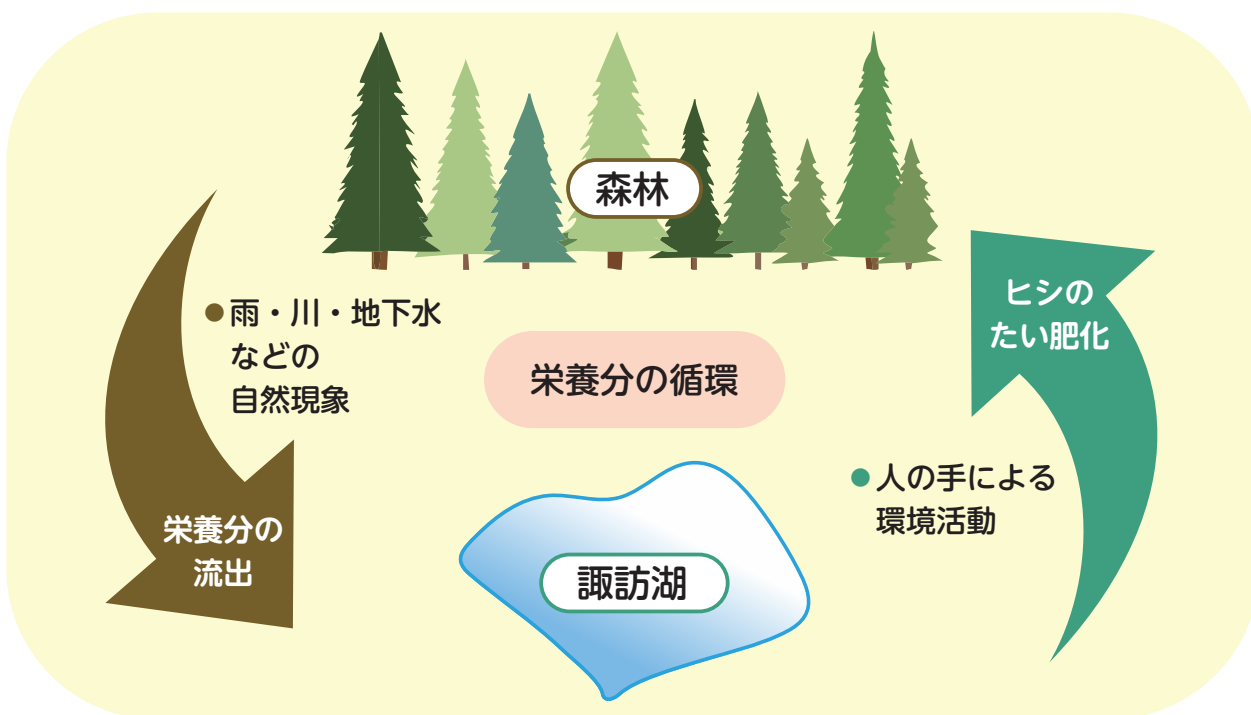 森林
● 雨・川・地下水
などの
自然現象
栄養分の
流出
栄養分の循環
ヒシの
たい肥化
● 人の手による
環境活動
諏訪湖